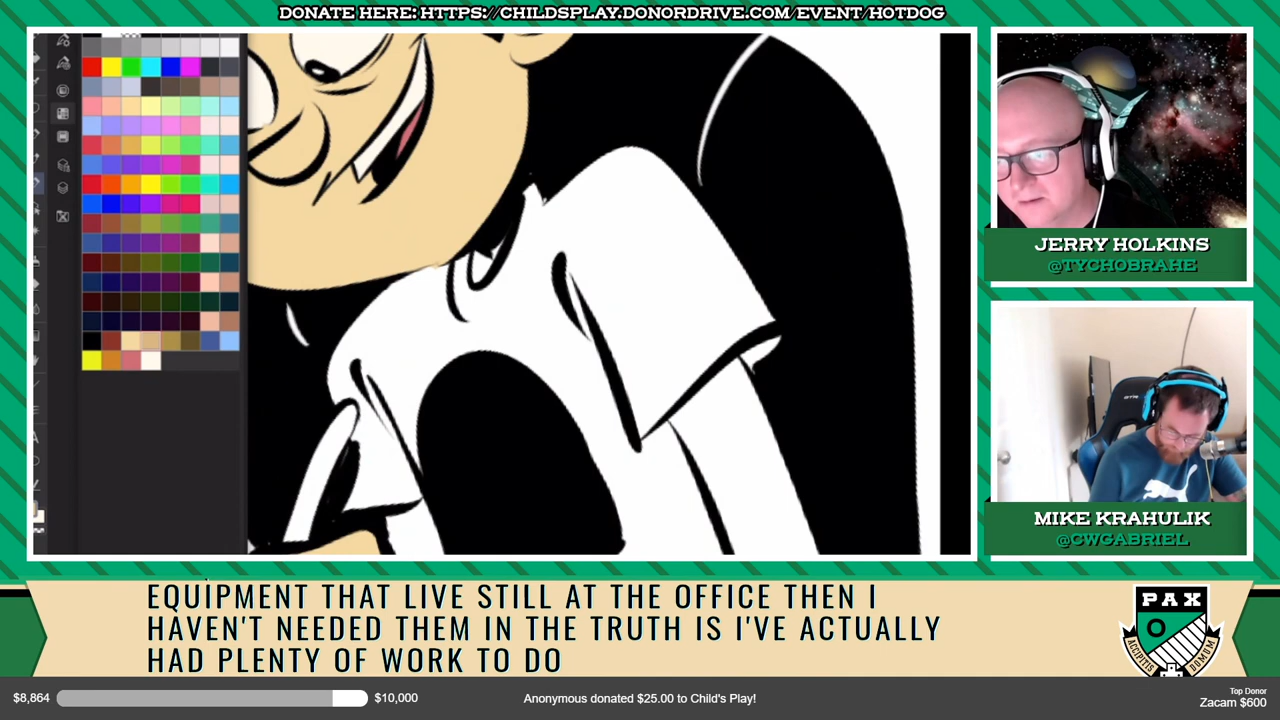 DONATE HERE: HTTPS://CHILDSPLAY.DONORDRIVE.COM/EVENT/HOTDOG
JERRY HOLKINS
@TYCHOBRAHE
MIKE KRAHULIK
@CWGABRIEL
EQUIPMENT THAT LIVE STILL AT THE OFFICE THEN I
HAVEN'T NEEDED THEM IN THE TRUTH IS I'VE ACTUALLY
HAD PLENTY OF WORK TO DO
PAX
ACCIPITIS DOMUM
$8,864
$10,000
Anonymous donated $25.00 to Child's Play!
Top Donor
Zacam $600